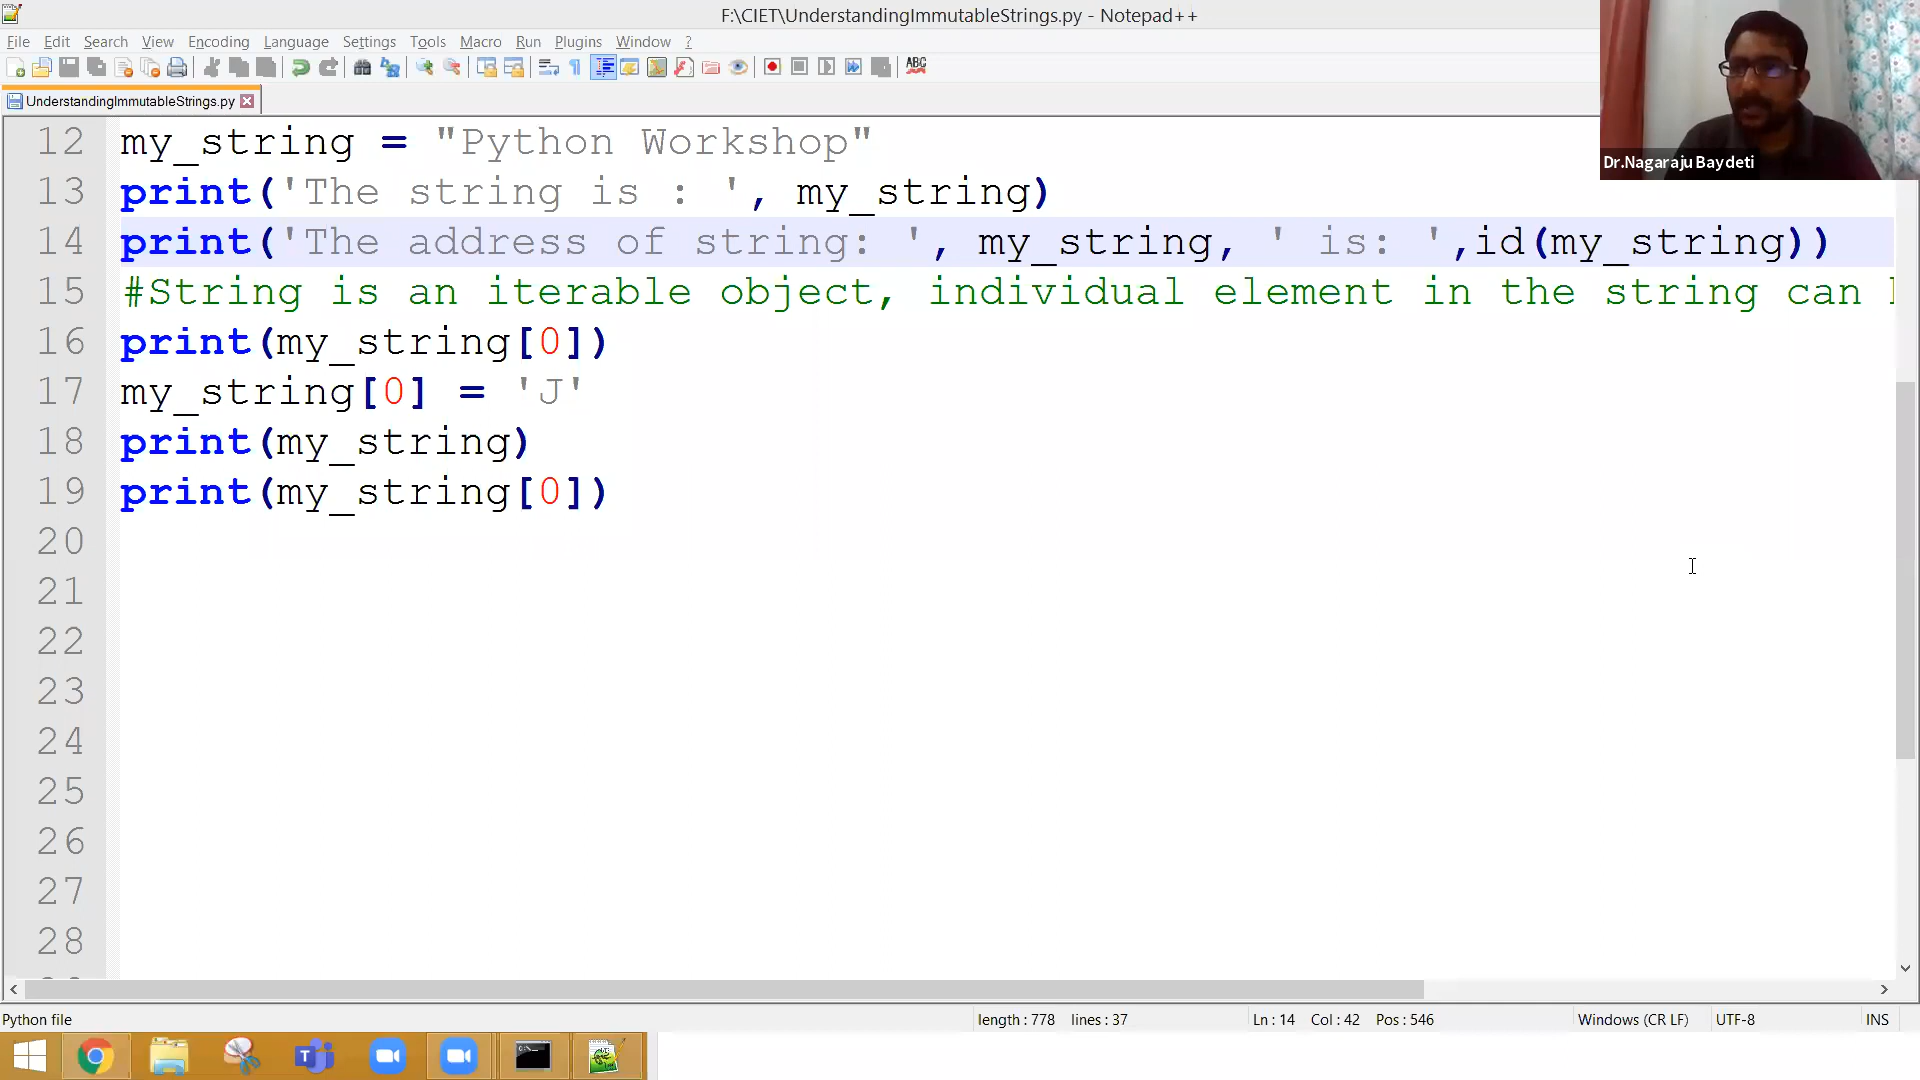 F:\CIET\UnderstandingImmutableStrings.py - Notepad++
File Edit Search View Encoding Language Settings Tools Macro Run Plugins Window ?
ABC
UnderstandingImmutableStrings.py
Dr.Nagaraju Baydeti
12 my_string = "Python Workshop"
13 print('The string is : ', my_string)
14 print('The address of string: ', my_string, ' is: ',id(my_string))
15 #String is an iterable object, individual element in the string can
16 print(my_string[0])
17 my_string[0] = 'J'
18 print(my_string)
19 print(my_string[0])
20
21
22
23
24
25
26
27
28
Python file length : 778 lines : 37 Ln : 14 Col : 42 Pos : 546 Windows (CR LF) UTF-8 INS